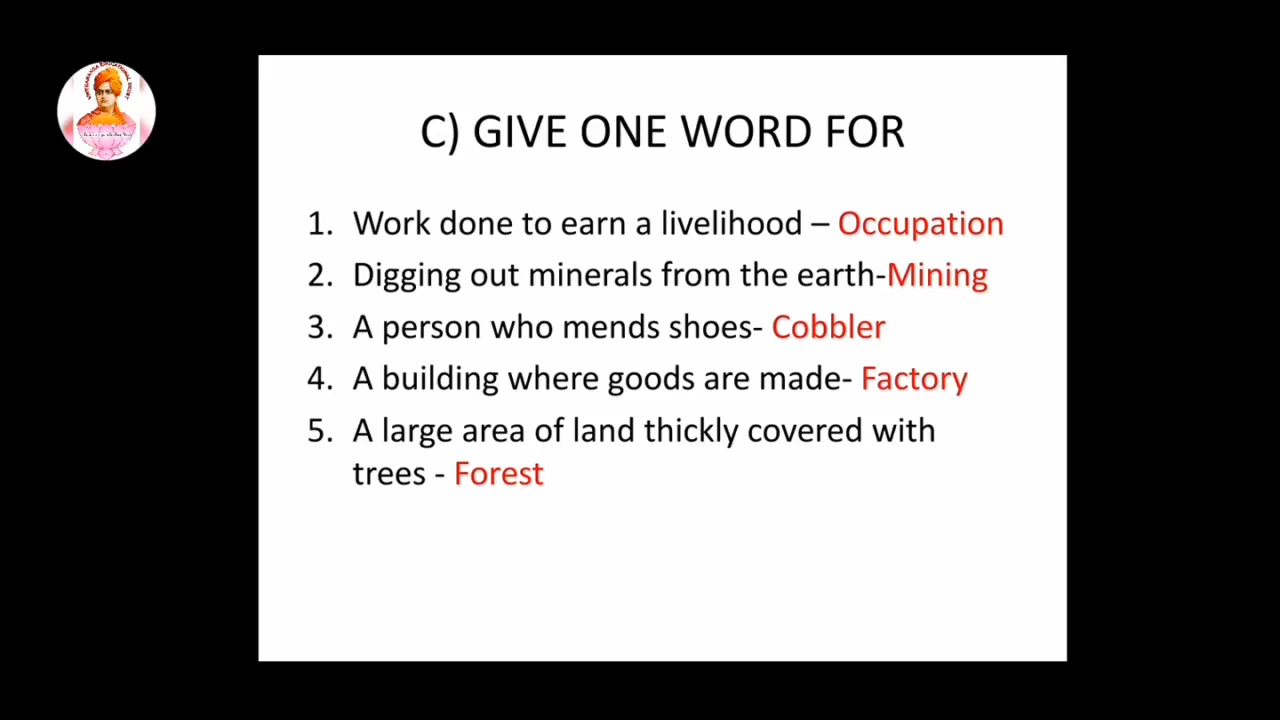 C) GIVE ONE WORD FOR
1. Work done to earn a livelihood – Occupation
2. Digging out minerals from the earth-Mining
3. A person who mends shoes- Cobbler
4. A building where goods are made- Factory
5. A large area of land thickly covered with
trees - Forest